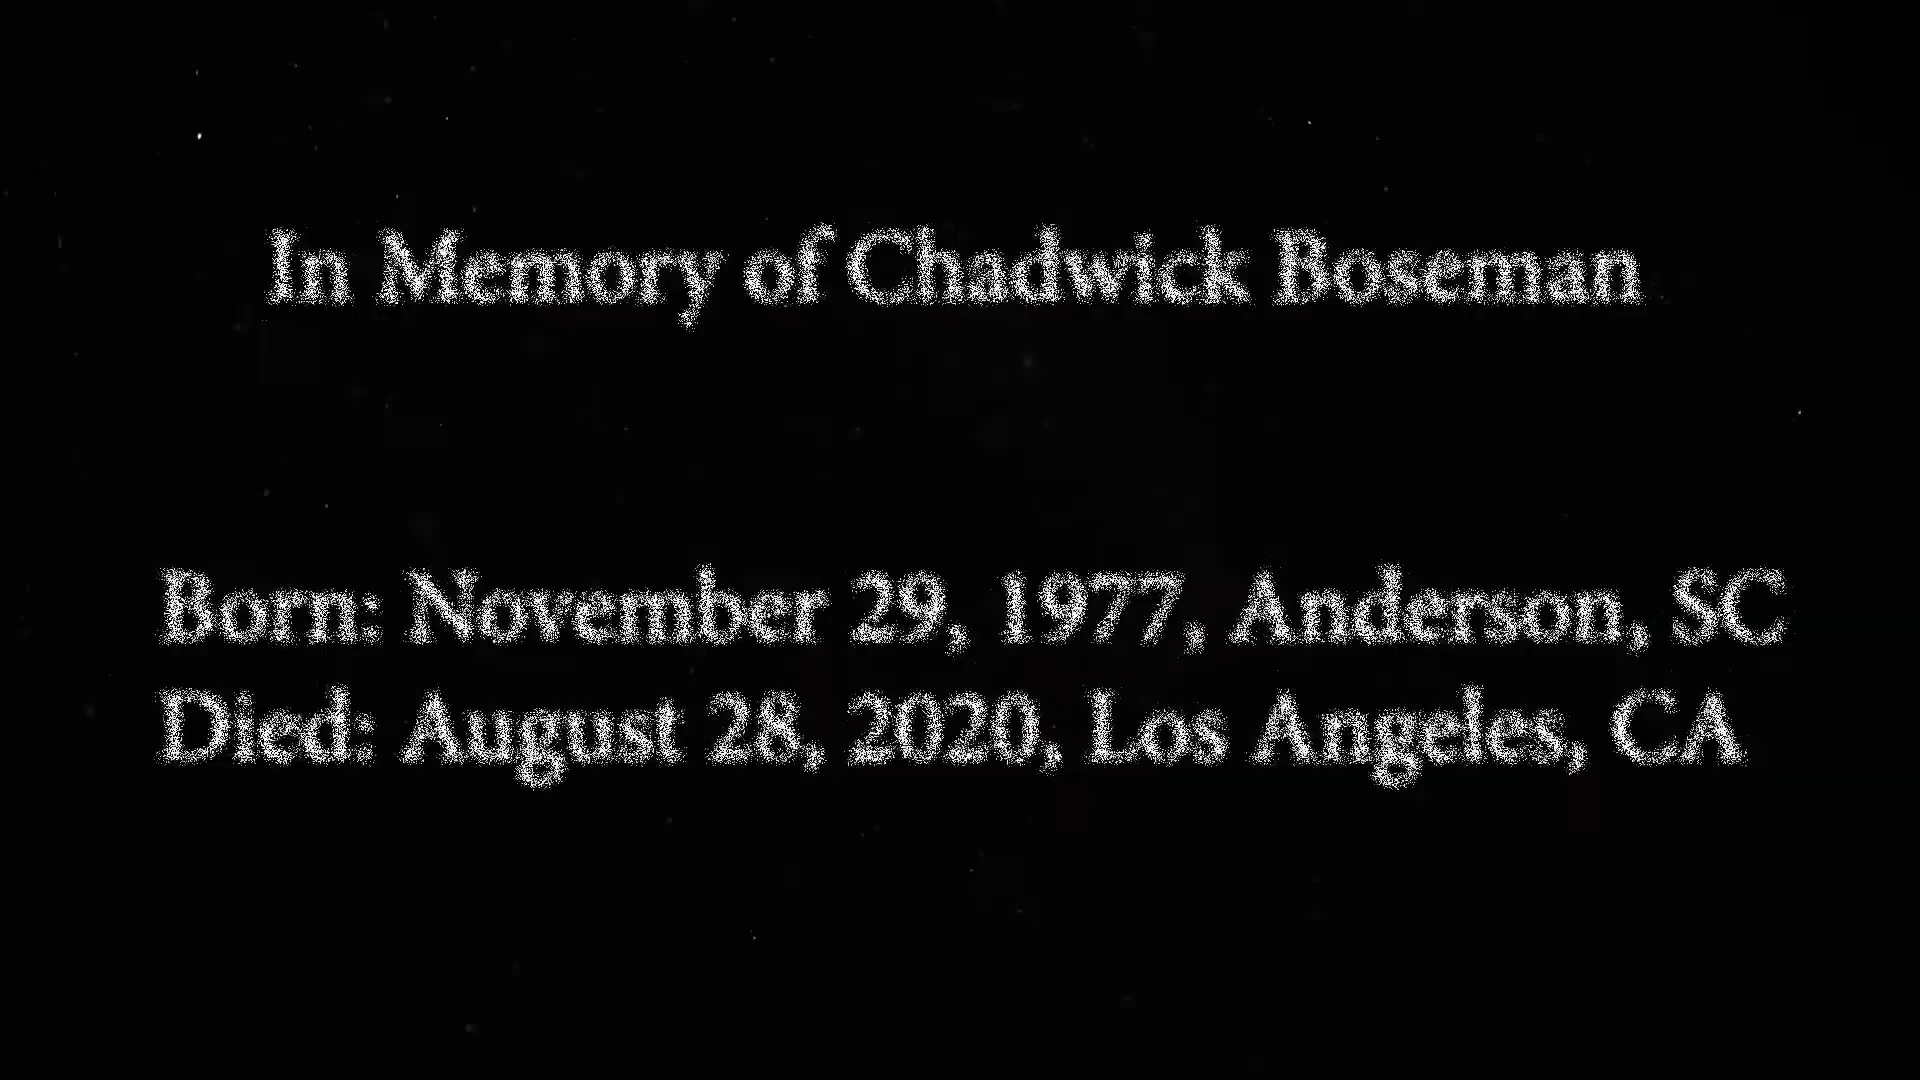 In Memory of Chadwick Boseman
Born: November 29, 1977, Anderson, SC
Died: August 28, 2020, Los Angeles, CA